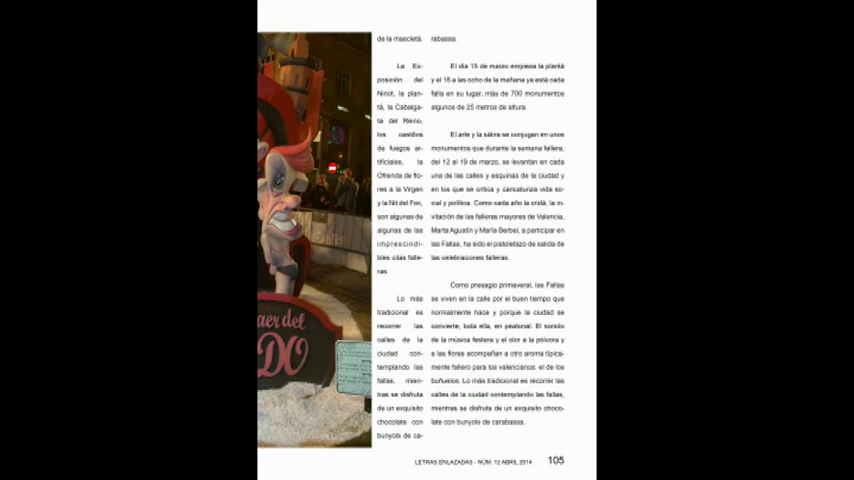 de la mascletà.
La Ex-
posición del
Ninot, la plan-
tà, la Cabalga-
ta del Reino,
los castillos
de fuegos ar-
tificiales, la
Ofrenda de flo-
res a la Virgen
y la Nit del Foc,
son algunas de
algunas de las
imprescindi-
bles citas falle-
ras.
Lo más
tradicional es
recorrer las
calles de la
ciudad con-
templando las
fallas, mien-
tras se disfruta
de un exquisito
chocolate con
bunyols de ca-
rabassa.
El día 15 de marzo empieza la plantà
y el 16 a las ocho de la mañana ya está cada
falla en su lugar, más de 700 monumentos
algunos de 25 metros de altura.
El arte y la sátira se conjugan en unos
monumentos que durante la semana fallera,
del 12 al 19 de marzo, se levantan en cada
una de las calles y esquinas de la ciudad y
en los que se critica y caricaturiza vida so-
cial y política. Como cada año la cridà, la in-
vitación de las falleras mayores de Valencia,
Marta Agustín y María Berbel, a participar en
las Fallas, ha sido el pistoletazo de salida de
las celebraciones falleras.
Como presagio primaveral, las Fallas
se viven en la calle por el buen tiempo que
normalmente hace y porque la ciudad se
convierte, toda ella, en peatonal. El sonido
de la música festera y el olor a la pólvora y
a las flores acompañan a otro aroma típica-
mente fallero para los valencianos: el de los
buñuelos. Lo más tradicional es recorrer las
calles de la ciudad contemplando las fallas,
mientras se disfruta de un exquisito choco-
late con bunyols de carabassa.
aer del
DO
LETRAS ENLAZADAS - NÚM. 12 ABRIL 2014 105